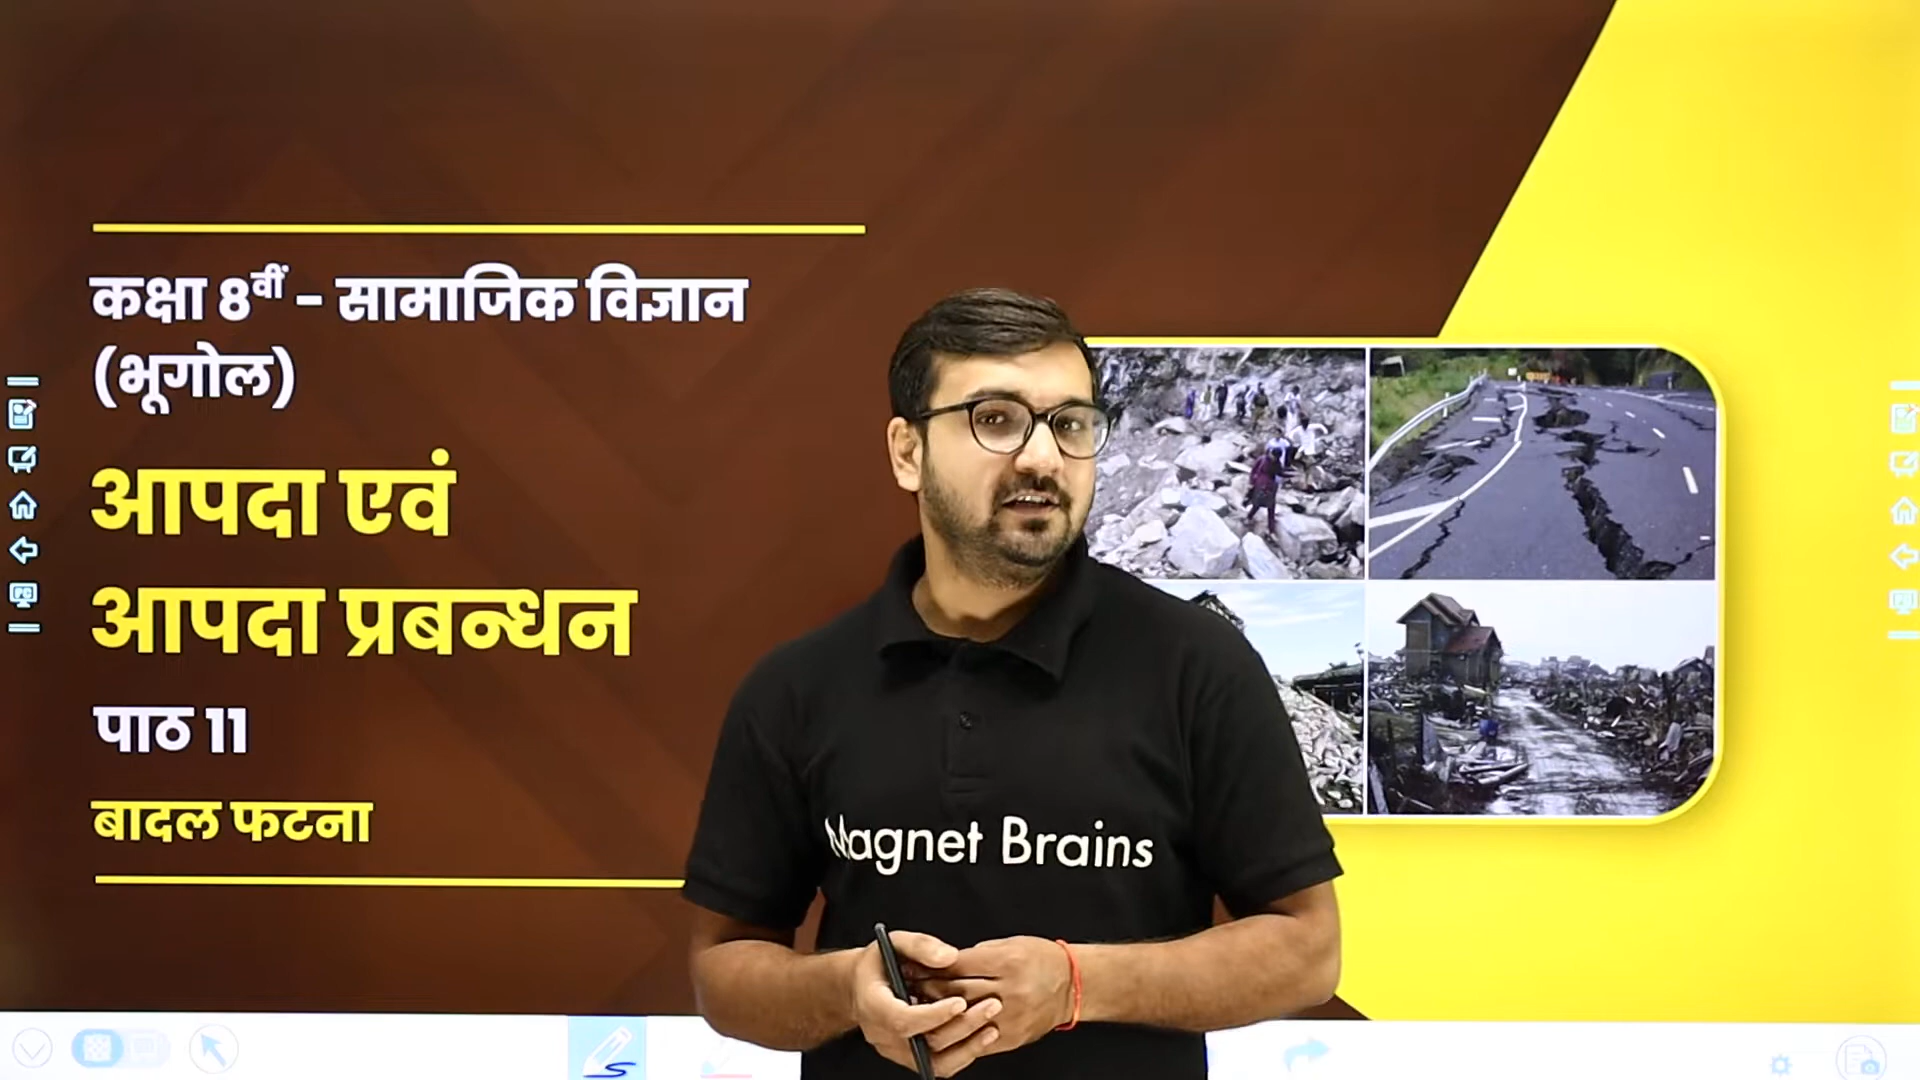 कक्षा 8वीं - सामाजिक विज्ञान
(भूगोल)
आपदा एवं
आपदा प्रबन्धन
पाठ 11
बादल फटना
Magnet Brains